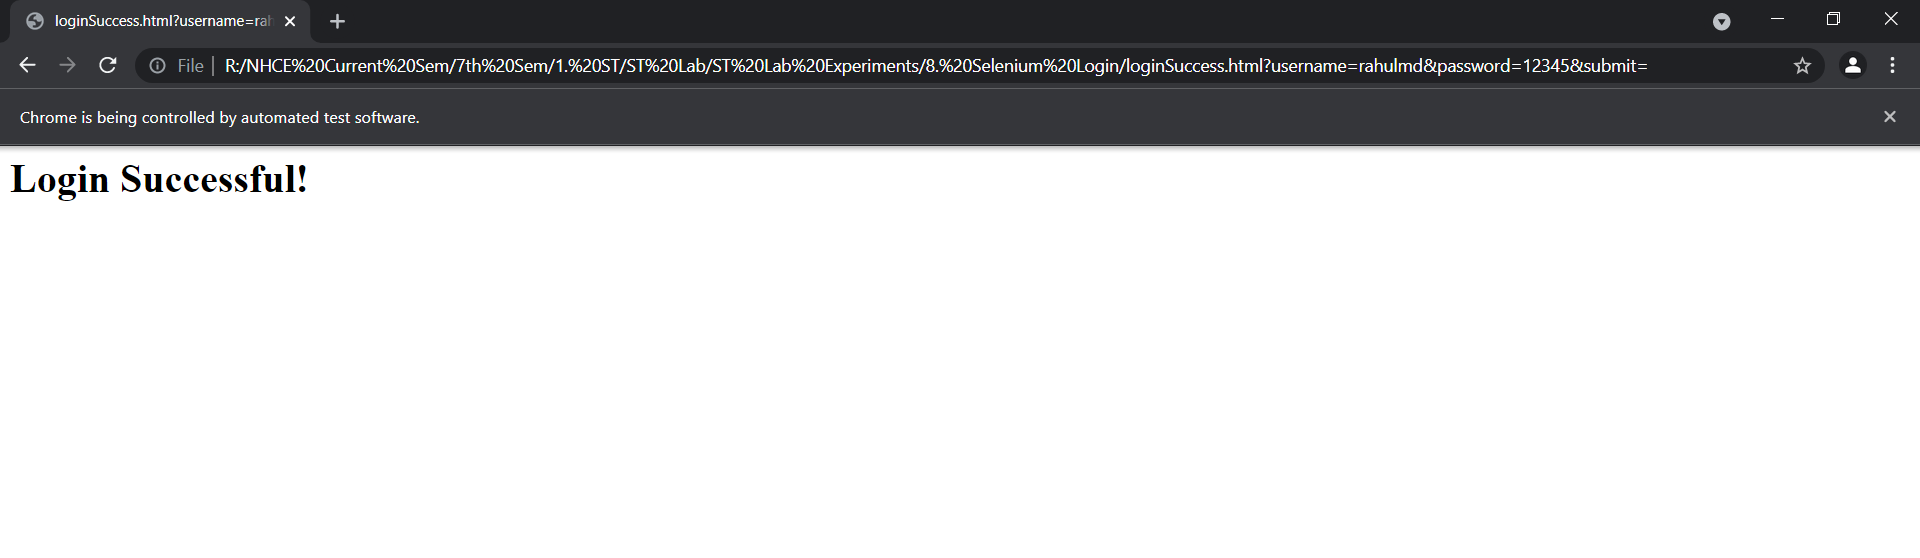 loginSuccess.html?username=rah
File | R:/NHCE%20Current%20Sem/7th%20Sem/1.%20ST/ST%20Lab/ST%20Lab%20Experiments/8.%20Selenium%20Login/loginSuccess.html?username=rahulmd&password=12345&submit=
Chrome is being controlled by automated test software.
Login Successful!